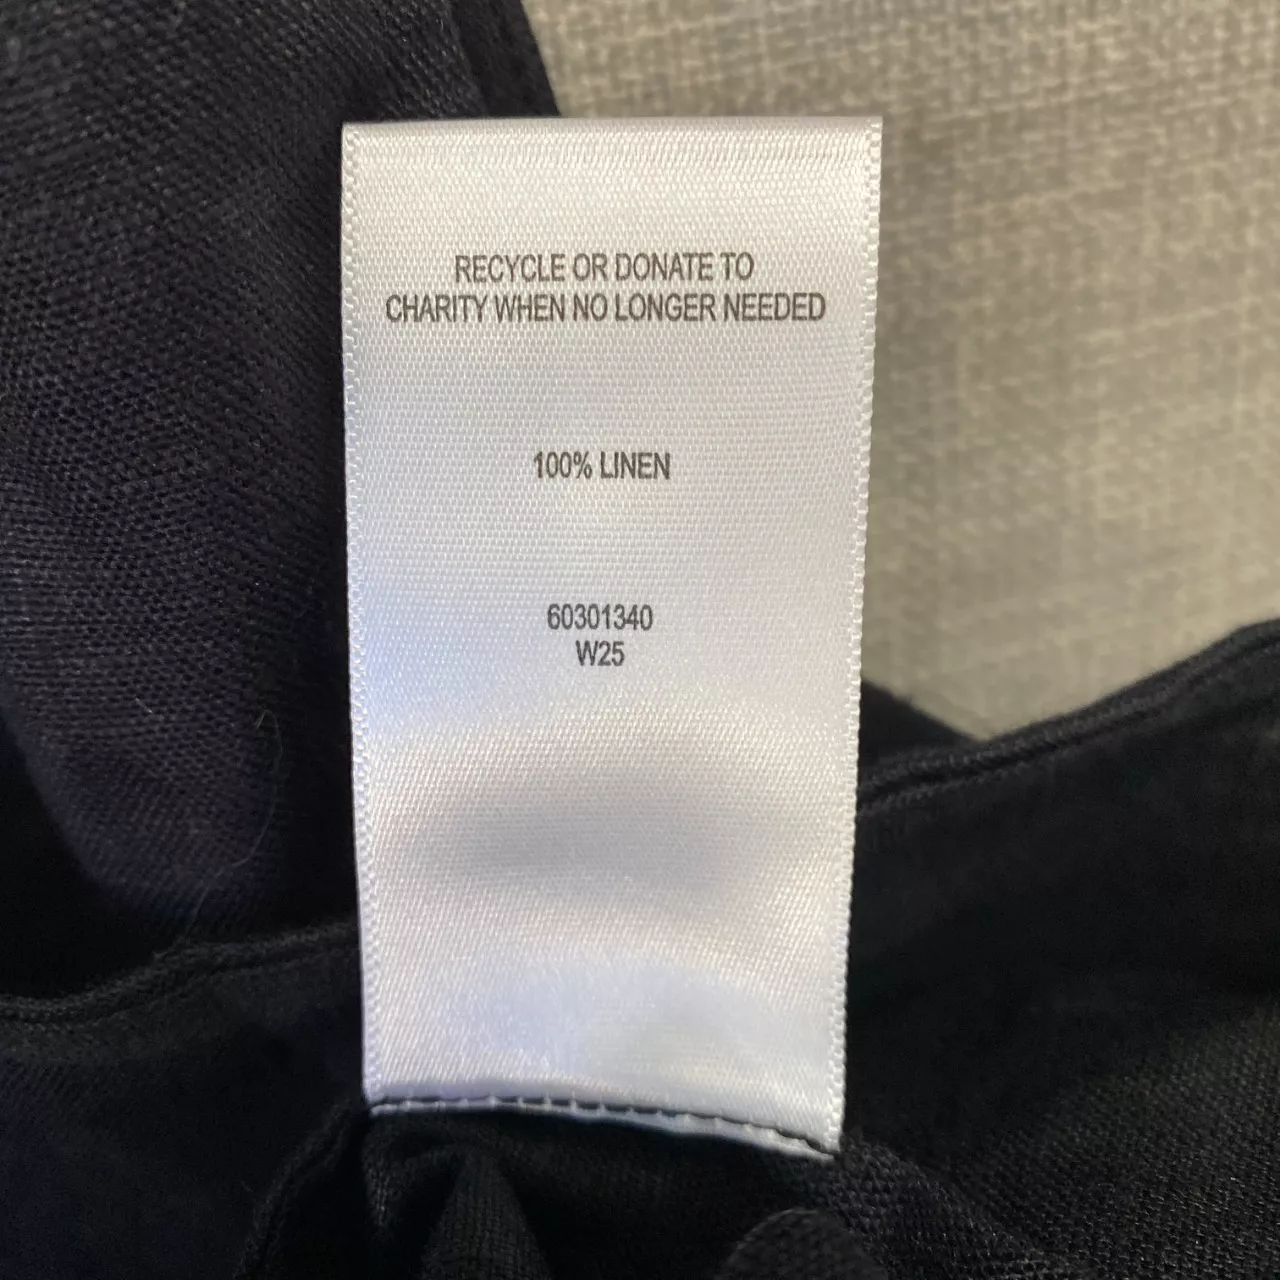 RECYCLE OR DONATE TO
CHARITY WHEN NO LONGER NEEDED
100% LINEN
60301340
W25